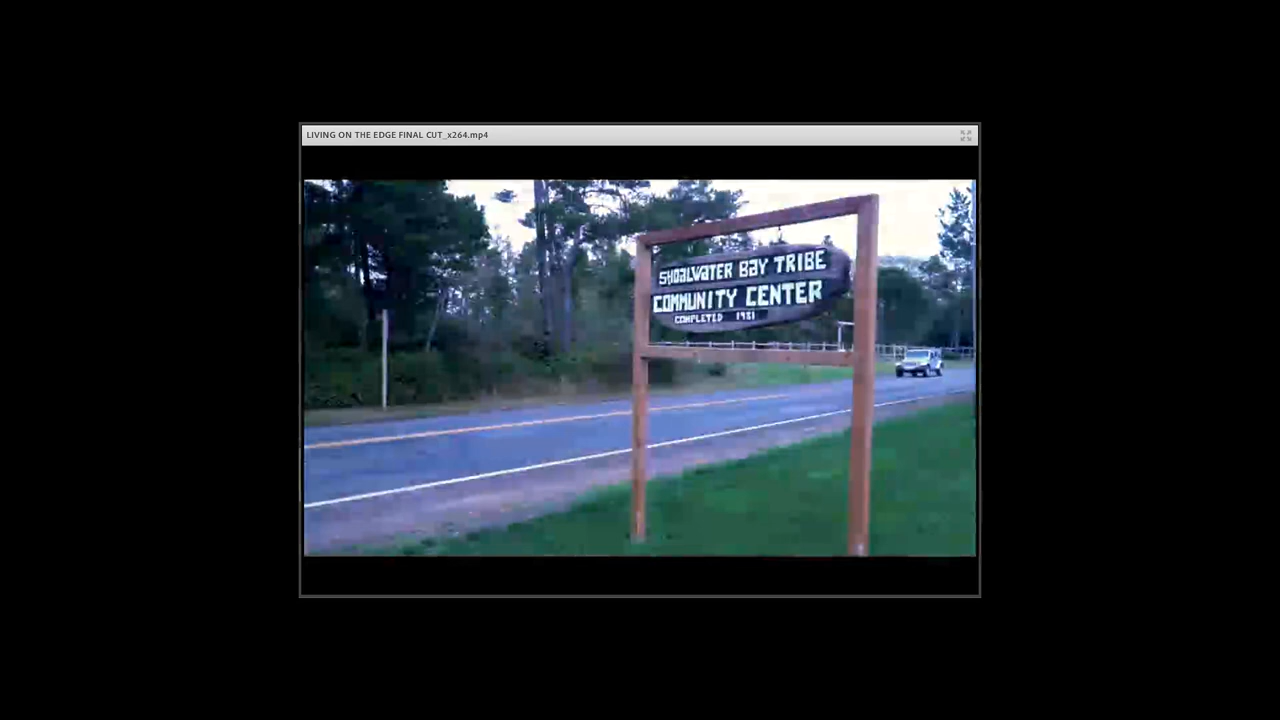 LIVING ON THE EDGE FINAL CUT_x264.mp4
SHOALWATER BAY TRIBE
COMMUNITY CENTER
COMPLETED 1981